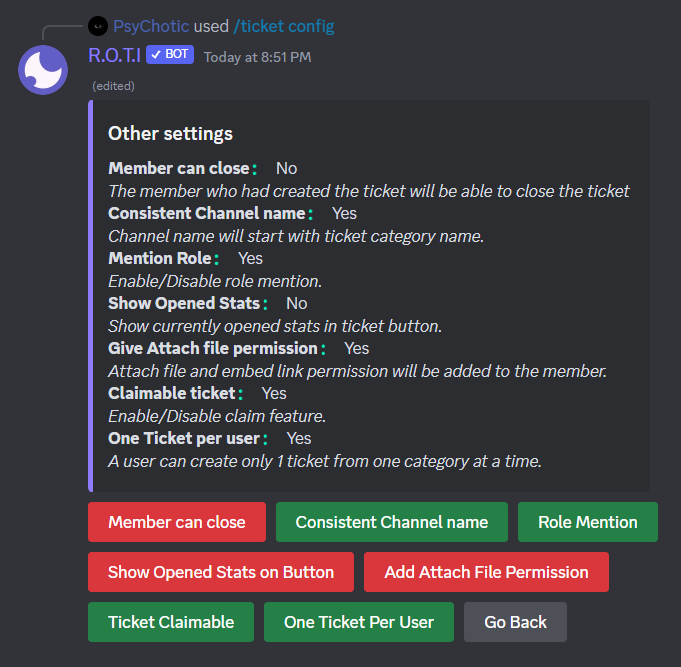 PsyChotic used /ticket config
R.O.T.I ✓ BOT Today at 8:51 PM
(edited)
Other settings
Member can close: No
The member who had created the ticket will be able to close the ticket
Consistent Channel name: Yes
Channel name will start with ticket category name.
Mention Role: Yes
Enable/Disable role mention.
Show Opened Stats: No
Show currently opened stats in ticket button.
Give Attach file permission: Yes
Attach file and embed link permission will be added to the member.
Claimable ticket: Yes
Enable/Disable claim feature.
One Ticket per user: Yes
A user can create only 1 ticket from one category at a time.
Member can close Consistent Channel name Role Mention
Show Opened Stats on Button Add Attach File Permission
Ticket Claimable One Ticket Per User Go Back